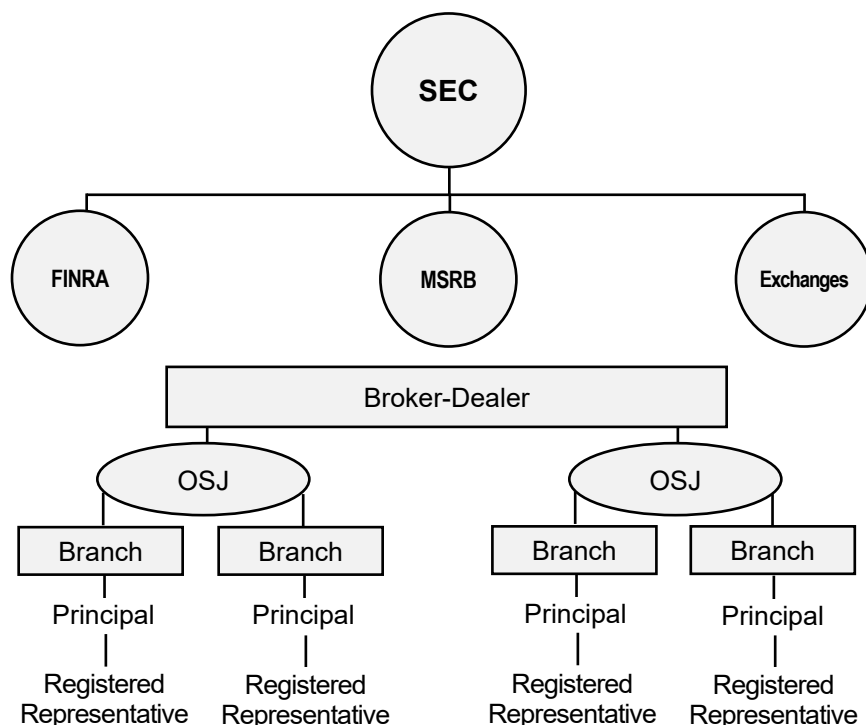 SEC
FINRA
MSRB
Exchanges
Broker-Dealer
OSJ
OSJ
Branch
Branch
Branch
Branch
Principal
Principal
Principal
Principal
Registered
Representative
Registered
Representative
Registered
Representative
Registered
Representative